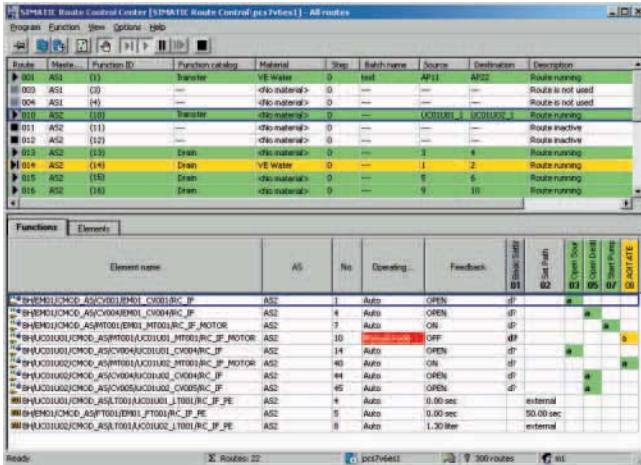 SIMATIC Route Control Center [SIMATIC Route Control: pcs7v6es1] - All routes
Program Function View Options Help
Route Maste... Function ID Function catalog Material Step Batch name Source Destination Description
001 AS1 (1) Transfer VE Water 0 test AP11 AP22 Route running
003 AS1 (3) --- <No material> 0 --- --- --- Route is not used
004 AS1 (4) --- <No material> 0 --- --- --- Route is not used
010 AS2 (10) Transfer <No material> 0 --- UC01U01_1 UC01U02_1 Route running
011 AS2 (11) --- <No material> 0 --- --- --- Route inactive
012 AS2 (12) --- <No material> 0 --- --- --- Route inactive
013 AS2 (13) Drain <No material> 0 --- 3 4 Route running
014 AS2 (14) Drain VE Water 0 --- 1 2 Route running
015 AS2 (15) Drain <No material> 0 --- 5 6 Route running
016 AS2 (16) Drain <No material> 0 --- 9 10 Route running
Functions Elements
Element name AS No Operating... Feedback 01 02 Set Path 03 Open Sour 05 Open Desti 07 Start Pump
BH/EM01/CMOD_AS/CV001/EM01_CV001/RC_IF AS2 1 Auto OPEN d? a
BH/EM01/CMOD_AS/CV004/EM01_CV004/RC_IF AS2 4 Auto OPEN d? a
BH/EM01/CMOD_AS/MT001/EM01_MT001/RC_IF_MOTOR AS2 7 Auto ON d? a
BH/UC01U01/CMOD_AS/MT001/UC01U01_MT001/RC_IF_MOTOR AS2 10 OFF d? a
BH/UC01U01/CMOD_AS/CV004/UC01U01_CV004/RC_IF AS2 14 Auto OPEN d? a
BH/UC01U02/CMOD_AS/MT001/UC01U02_MT001/RC_IF_MOTOR AS2 40 Auto ON d? a
BH/UC01U02/CMOD_AS/CV004/UC01U02_CV004/RC_IF AS2 44 Auto OPEN d? a
BH/UC01U02/CMOD_AS/CV005/UC01U02_CV005/RC_IF AS2 45 Auto OPEN d? a
BH/UC01U01/CMOD_AS/LT001/UC01U01_LT001/RC_IF_PE AS2 4 Auto 0.00 sec external
BH/EM01/CMOD_AS/FT001/EM01_FT001/RC_IF_PE AS2 5 Auto 0.00 sec 50.00 sec
BH/UC01U02/CMOD_AS/LT001/UC01U02_LT001/RC_IF_PE AS2 8 Auto 1.30 liter external
Ready Σ Routes: 22 pcs7v6es1 300 routes m1